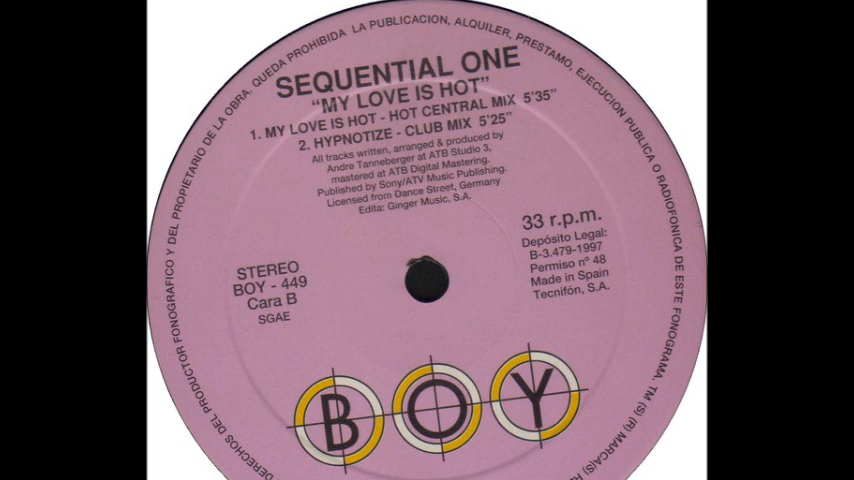 DERECHOS DEL PRODUCTOR FONOGRAFICO Y DEL PROPIETARIO DE LA OBRA. QUEDA PROHIBIDA LA PUBLICACION, ALQUILER, PRESTAMO, EJECUCION PUBLICA O RADIOFONICA DE ESTE FONOGRAMA. TM (S) (R) MARCA(S)
SEQUENTIAL ONE
"MY LOVE IS HOT"
1. MY LOVE IS HOT - HOT CENTRAL MIX 5'35"
2. HYPNOTIZE - CLUB MIX 5'25"
All tracks written, arranged & produced by
Andre Tanneberger at ATB Studio 3,
mastered at ATB Digital Mastering.
Published by Sony/ATV Music Publishing.
Licensed from Dance Street, Germany
Edita: Ginger Music, S.A.
33 r.p.m.
Depósito Legal:
B-3.479-1997
Permiso nº 48
Made in Spain
Tecnifón, S.A.
STEREO
BOY - 449
Cara B
SGAE
BOY